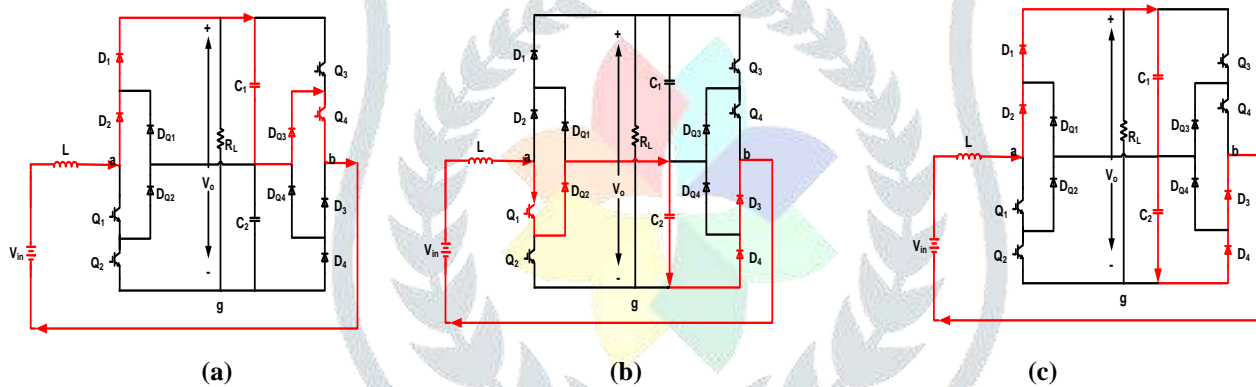 D1
D2
DQ1
DQ2
L
a
Vin
Q1
Q2
+
Vo
-
RL
C1
C2
g
DQ3
DQ4
Q3
Q4
b
D3
D4
(a)
D1
D2
DQ1
DQ2
L
a
Vin
Q1
Q2
+
Vo
-
RL
C1
C2
g
DQ3
DQ4
Q3
Q4
b
D3
D4
(b)
D1
D2
DQ1
DQ2
L
a
Vin
Q1
Q2
+
Vo
-
RL
C1
C2
g
DQ3
DQ4
Q3
Q4
b
D3
D4
(c)